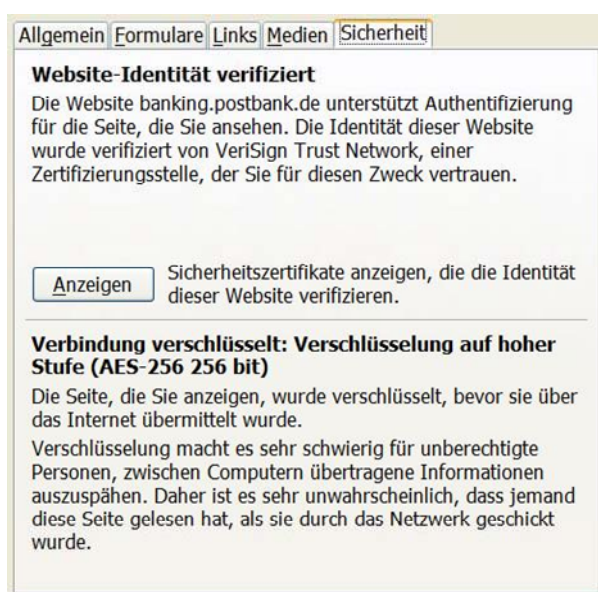 Allgemein Formulare Links Medien Sicherheit
Website-Identität verifiziert
Die Website banking.postbank.de unterstützt Authentifizierung
für die Seite, die Sie ansehen. Die Identität dieser Website
wurde verifiziert von VeriSign Trust Network, einer
Zertifizierungsstelle, der Sie für diesen Zweck vertrauen.
Anzeigen
Sicherheitszertifikate anzeigen, die die Identität
dieser Website verifizieren.
Verbindung verschlüsselt: Verschlüsselung auf hoher
Stufe (AES-256 256 bit)
Die Seite, die Sie anzeigen, wurde verschlüsselt, bevor sie über
das Internet übermittelt wurde.
Verschlüsselung macht es sehr schwierig für unberechtigte
Personen, zwischen Computern übertragene Informationen
auszuspähen. Daher ist es sehr unwahrscheinlich, dass jemand
diese Seite gelesen hat, als sie durch das Netzwerk geschickt
wurde.